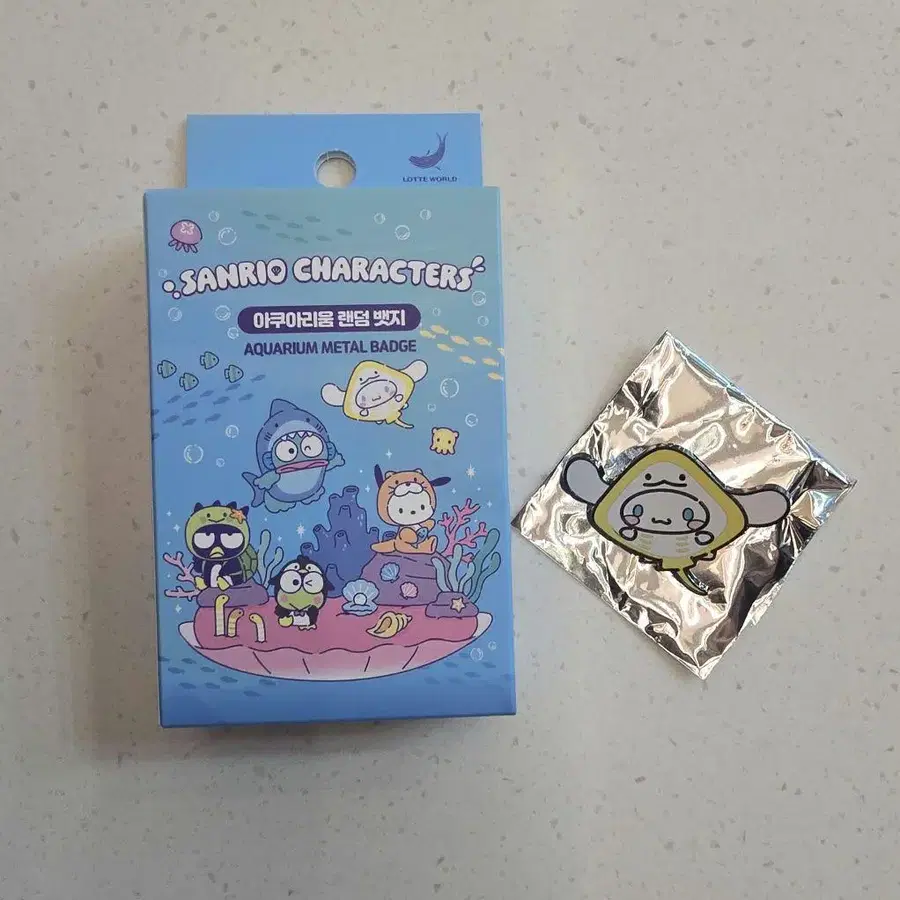 LOTTE WORLD
SANRIO CHARACTERS
아쿠아리움 랜덤 뱃지
AQUARIUM METAL BADGE